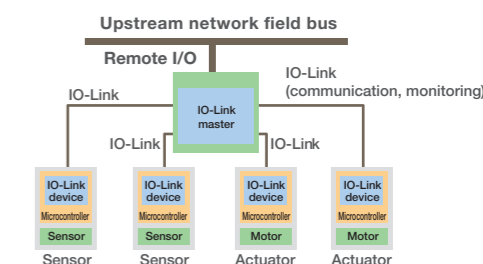 Upstream network field bus
Remote I/O
IO-Link
(communication, monitoring)
IO-Link
IO-Link
master
IO-Link
IO-Link
IO-Link
device
Microcontroller
Sensor
Sensor
IO-Link
device
Microcontroller
Sensor
Sensor
IO-Link
device
Microcontroller
Motor
Actuator
IO-Link
device
Microcontroller
Motor
Actuator